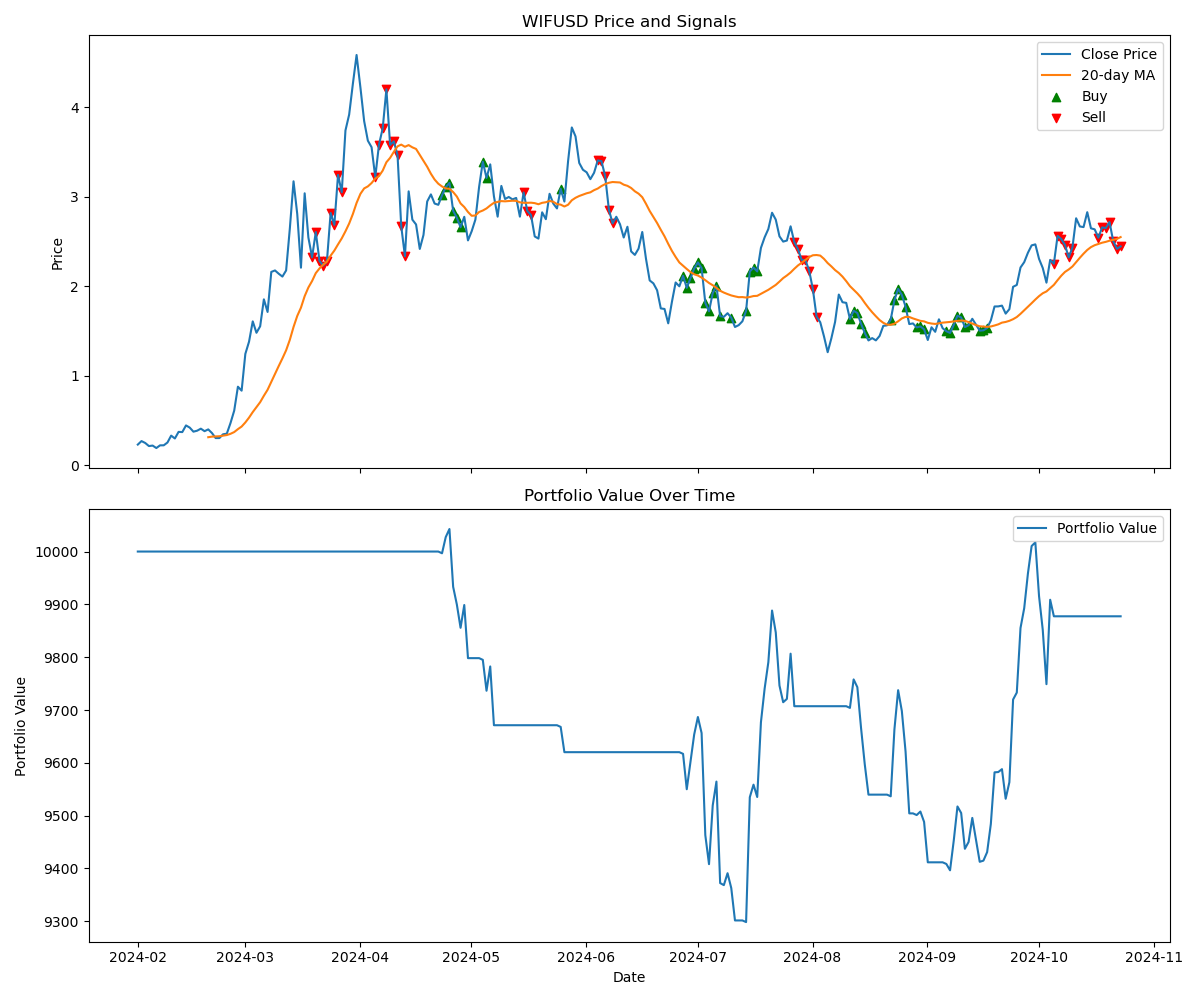 WIFUSD Price and Signals
Close Price
20-day MA
Buy
Sell
Price
4
3
2
1
0
Portfolio Value Over Time
Portfolio Value
Portfolio Value
10000
9900
9800
9700
9600
9500
9400
9300
2024-02 2024-03 2024-04 2024-05 2024-06 2024-07 2024-08 2024-09 2024-10 2024-11
Date